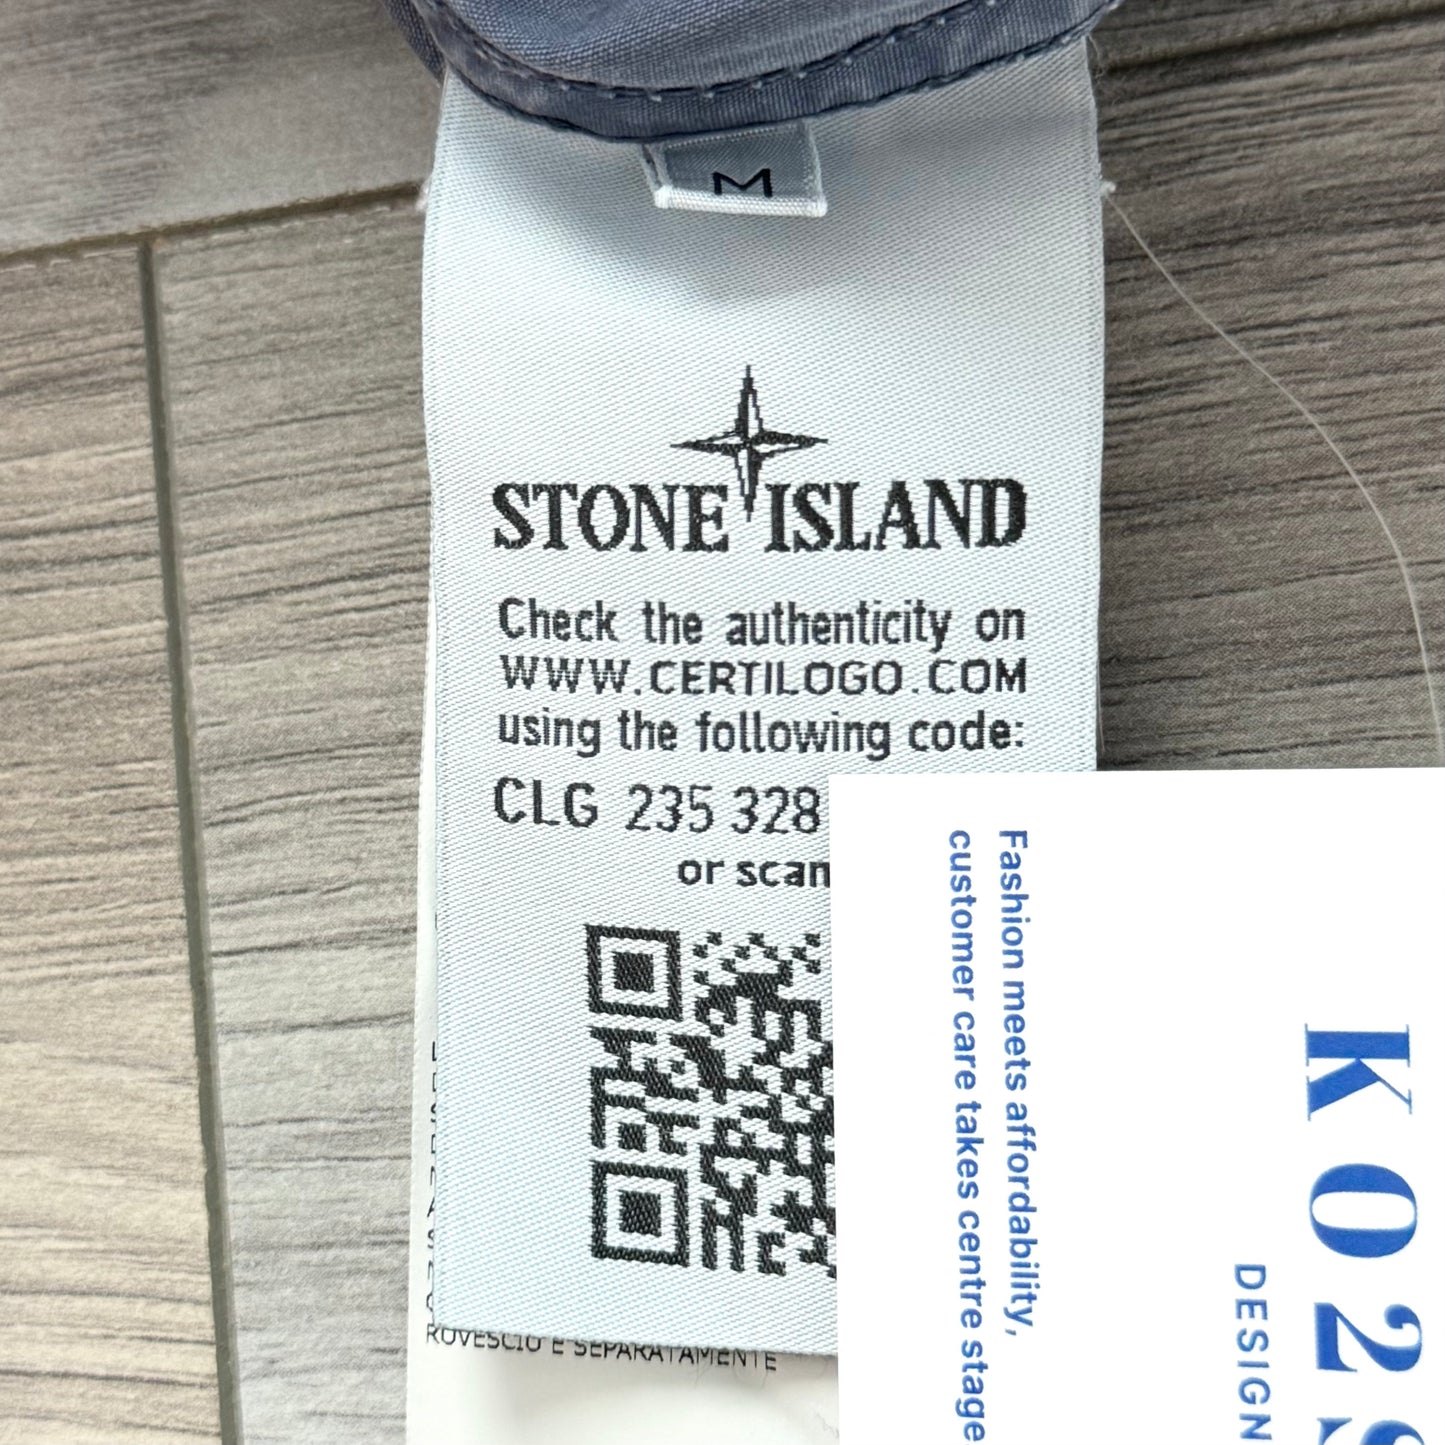 M
STONE ISLAND
Check the authenticity on
WWW.CERTILOGO.COM
using the following code:
CLG 235 328
or scan
ROVESCIO E SEPARATAMENTE
Fashion meets affordability,
customer care takes centre stage.
KO2S
DESIGN